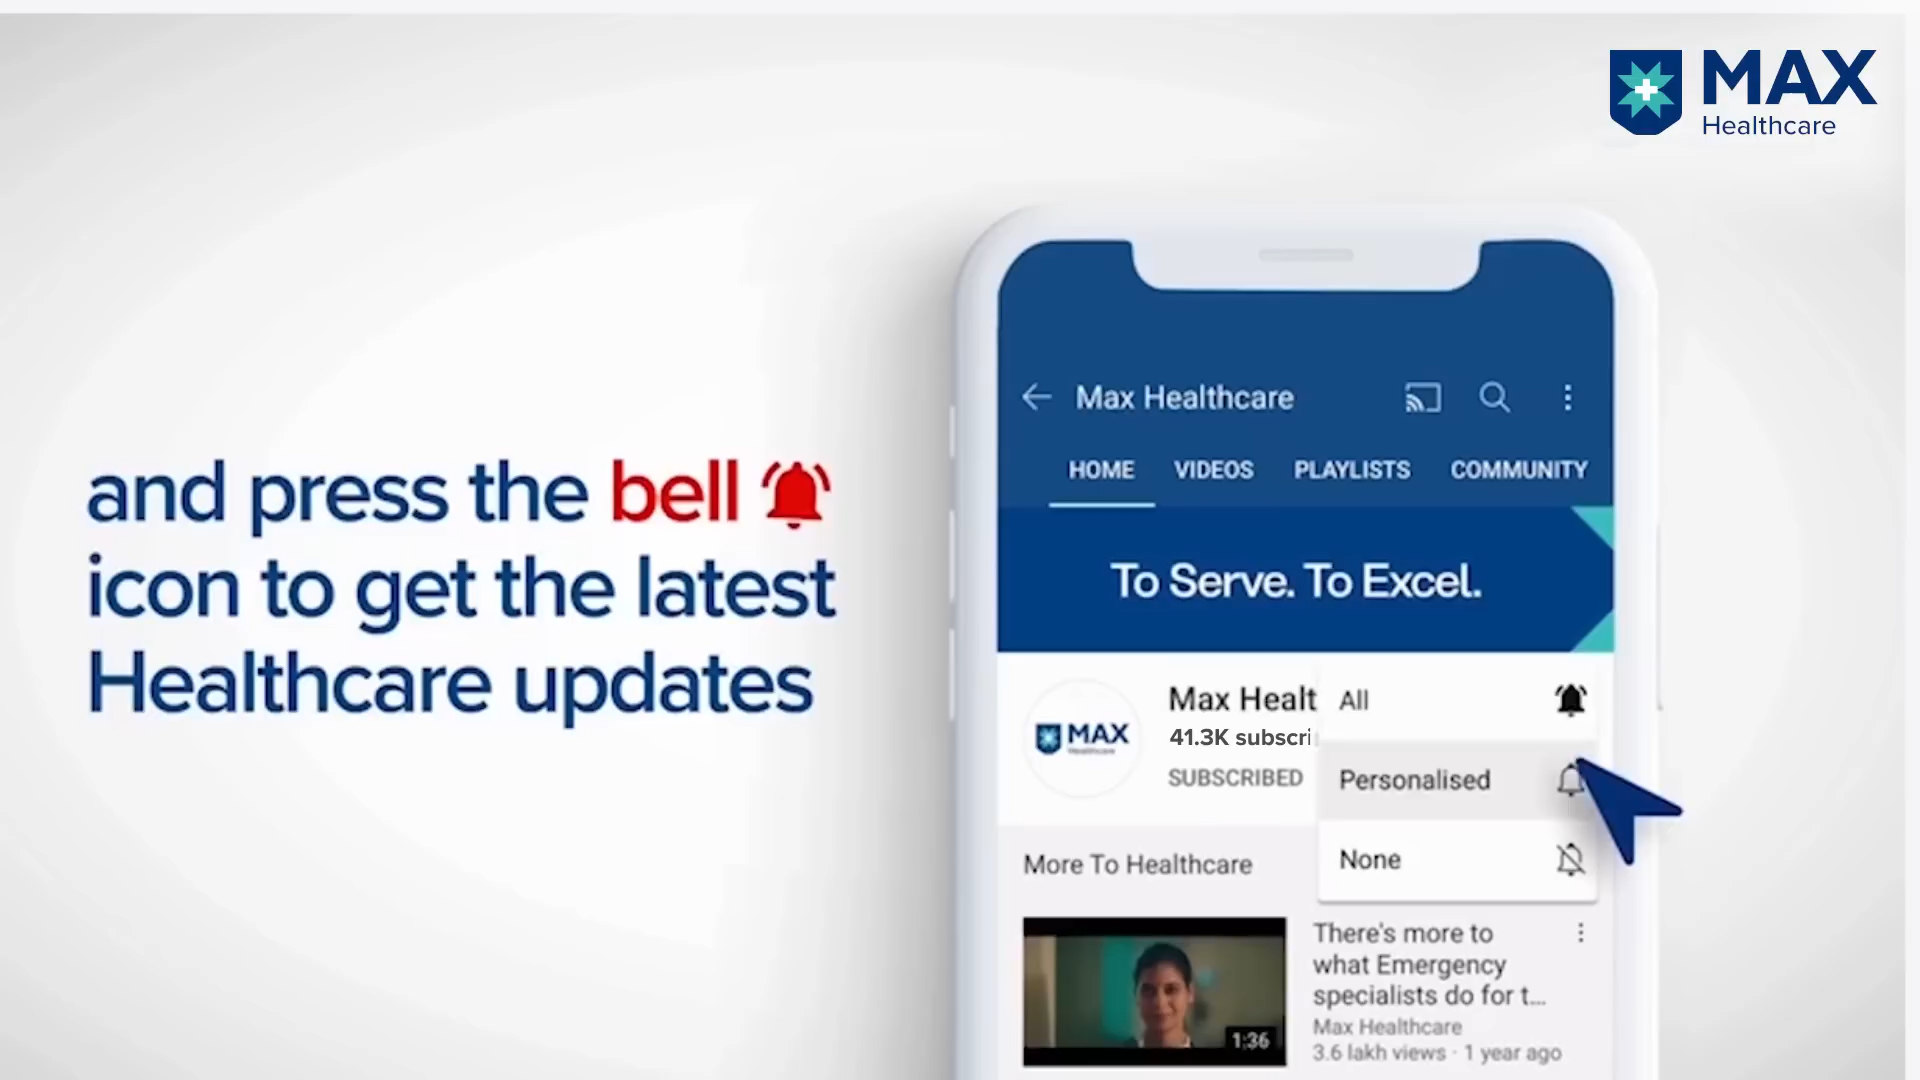 MAX
Healthcare
and press the bell
icon to get the latest
Healthcare updates
Max Healthcare
HOME VIDEOS PLAYLISTS COMMUNITY
To Serve. To Excel.
MAX
Healthcare
Max Healt
41.3K subscri
SUBSCRIBED
All
Personalised
None
More To Healthcare
1:36
There's more to
what Emergency
specialists do for t...
Max Healthcare
3.6 lakh views · 1 year ago